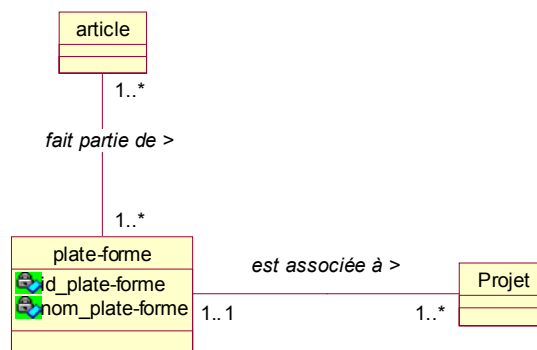 article
1..*
fait partie de >
1..*
plate-forme
id_plate-forme
nom_plate-forme
est associée à >
1..1
1..*
Projet